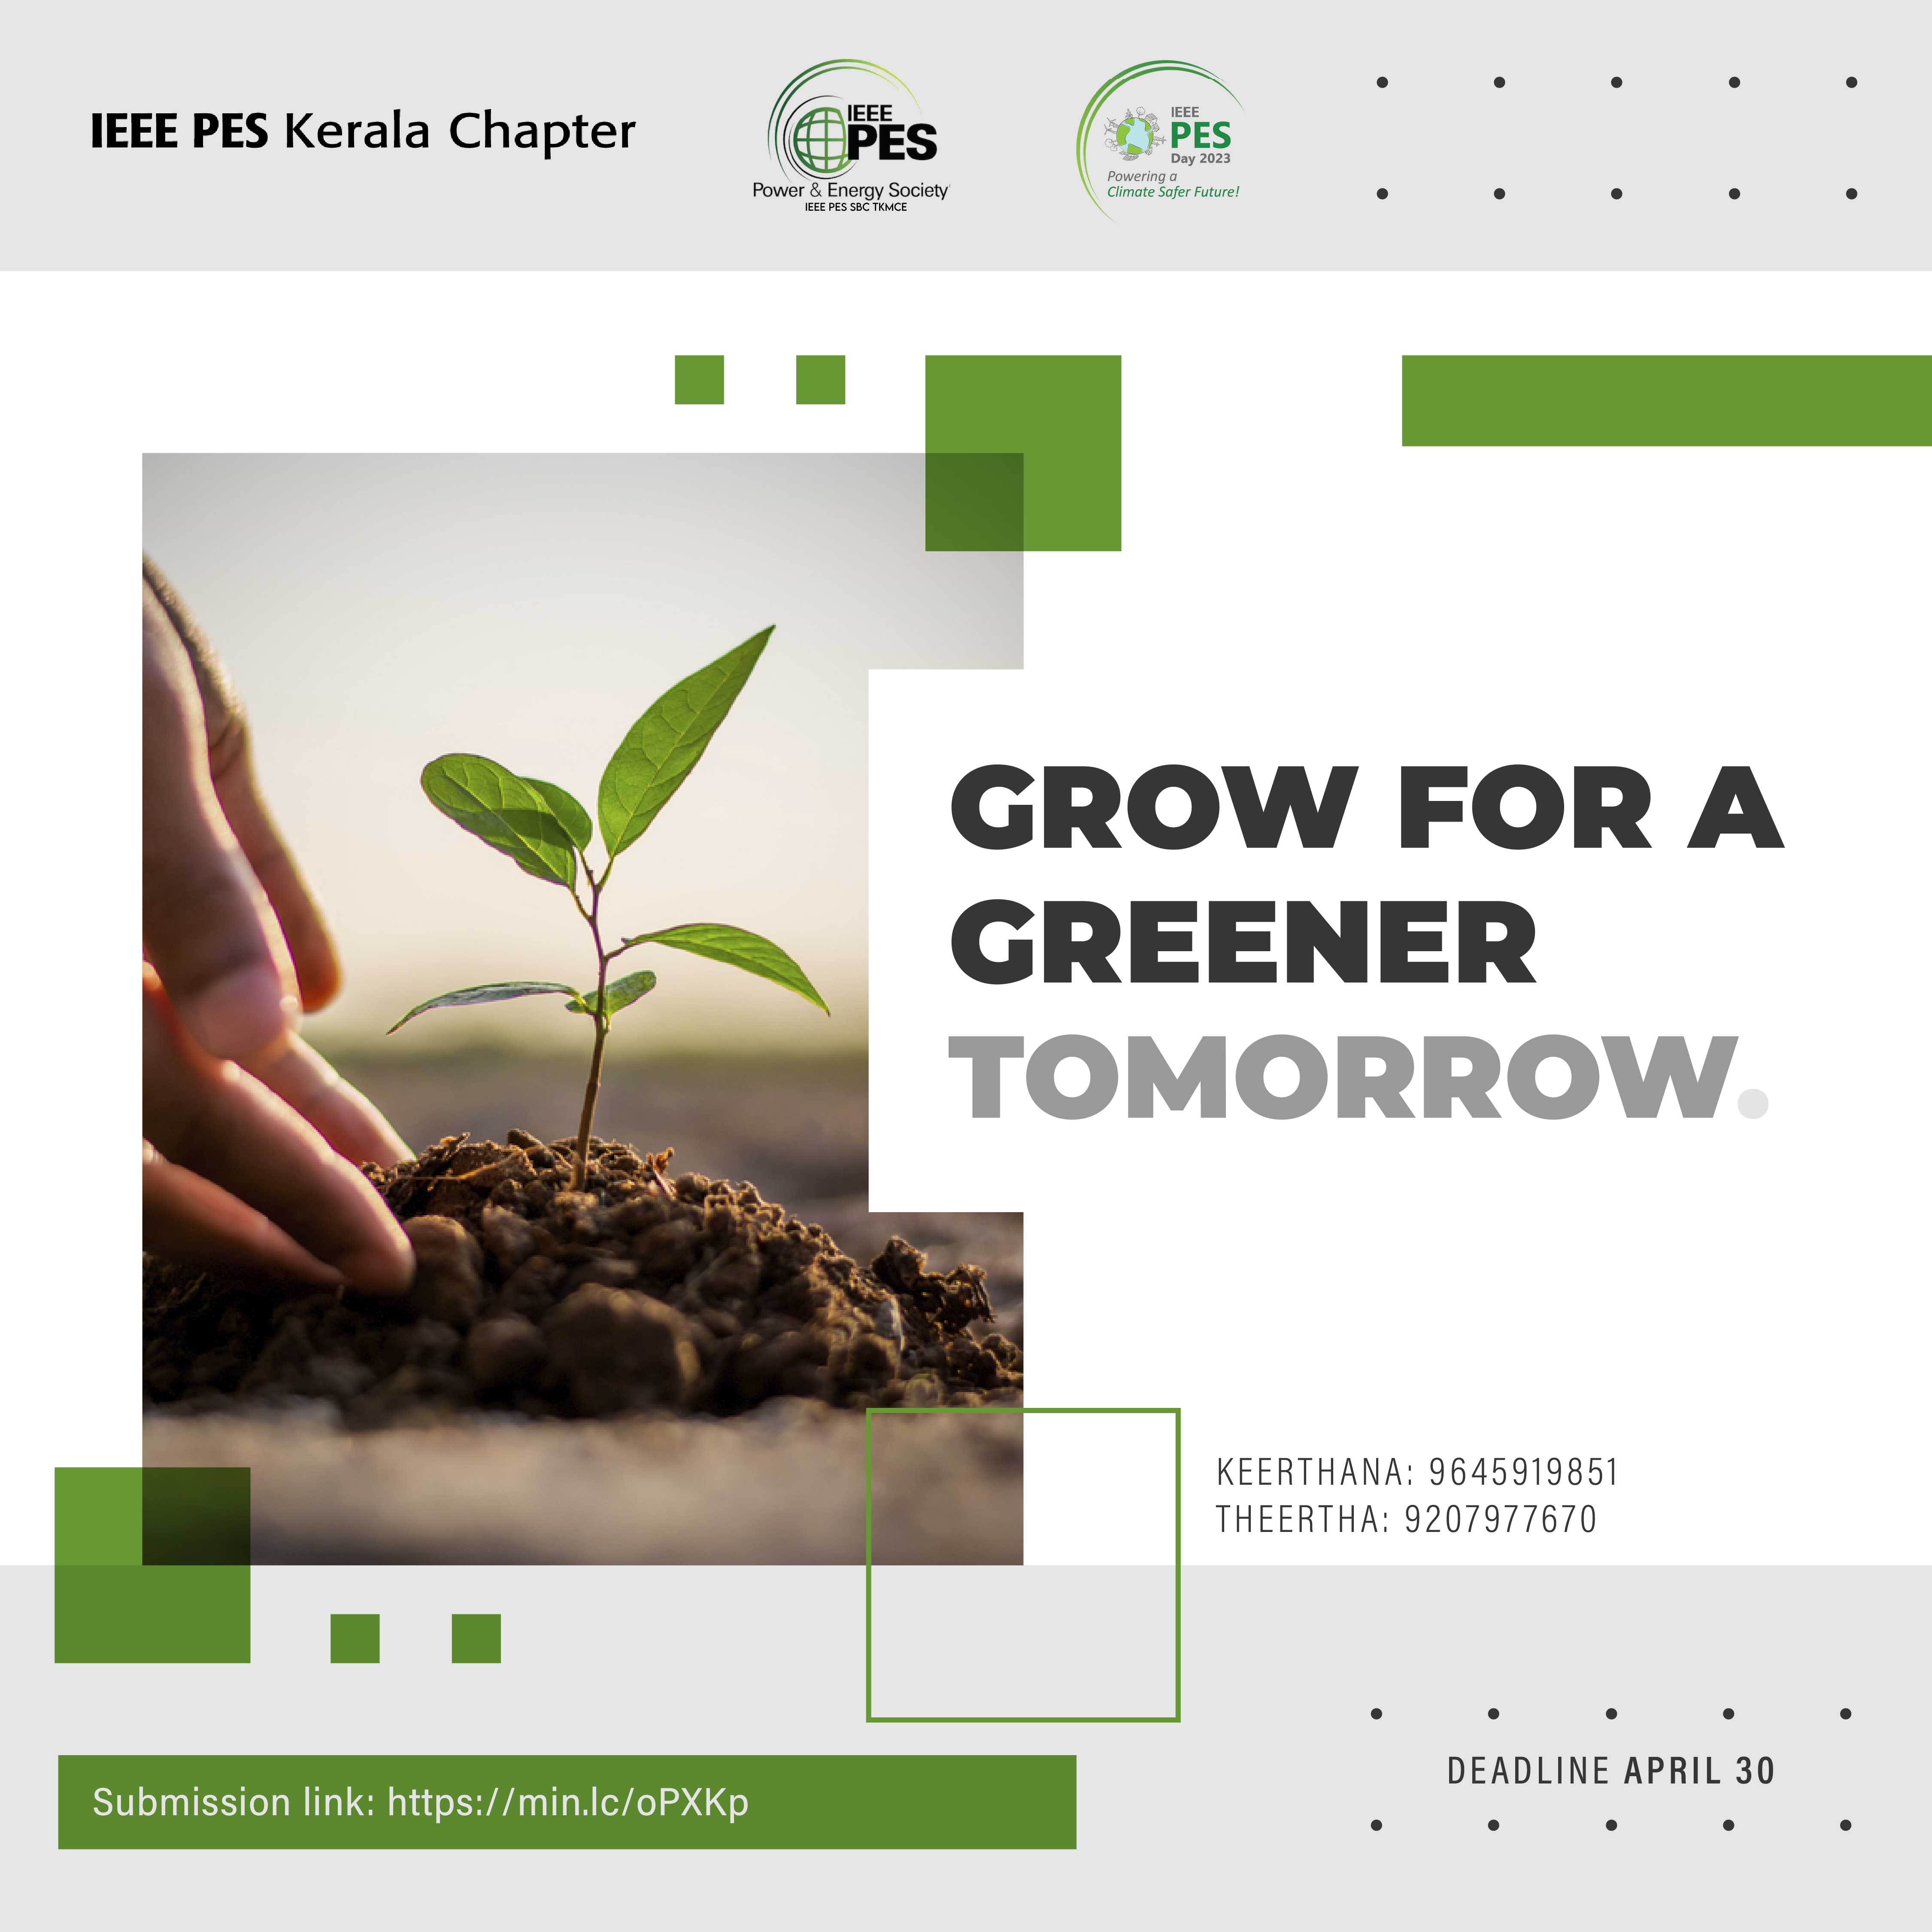 IEEE PES Kerala Chapter
IEEE
PES
Power & Energy Society
IEEE PES SBC TKMCE
IEEE
PES
Day 2023
Powering a
Climate Safer Future!
GROW FOR A
GREENER
TOMORROW.
KEERTHANA: 9645919851
THEERTHA: 9207977670
DEADLINE APRIL 30
Submission link: https://min.lc/oPXKp